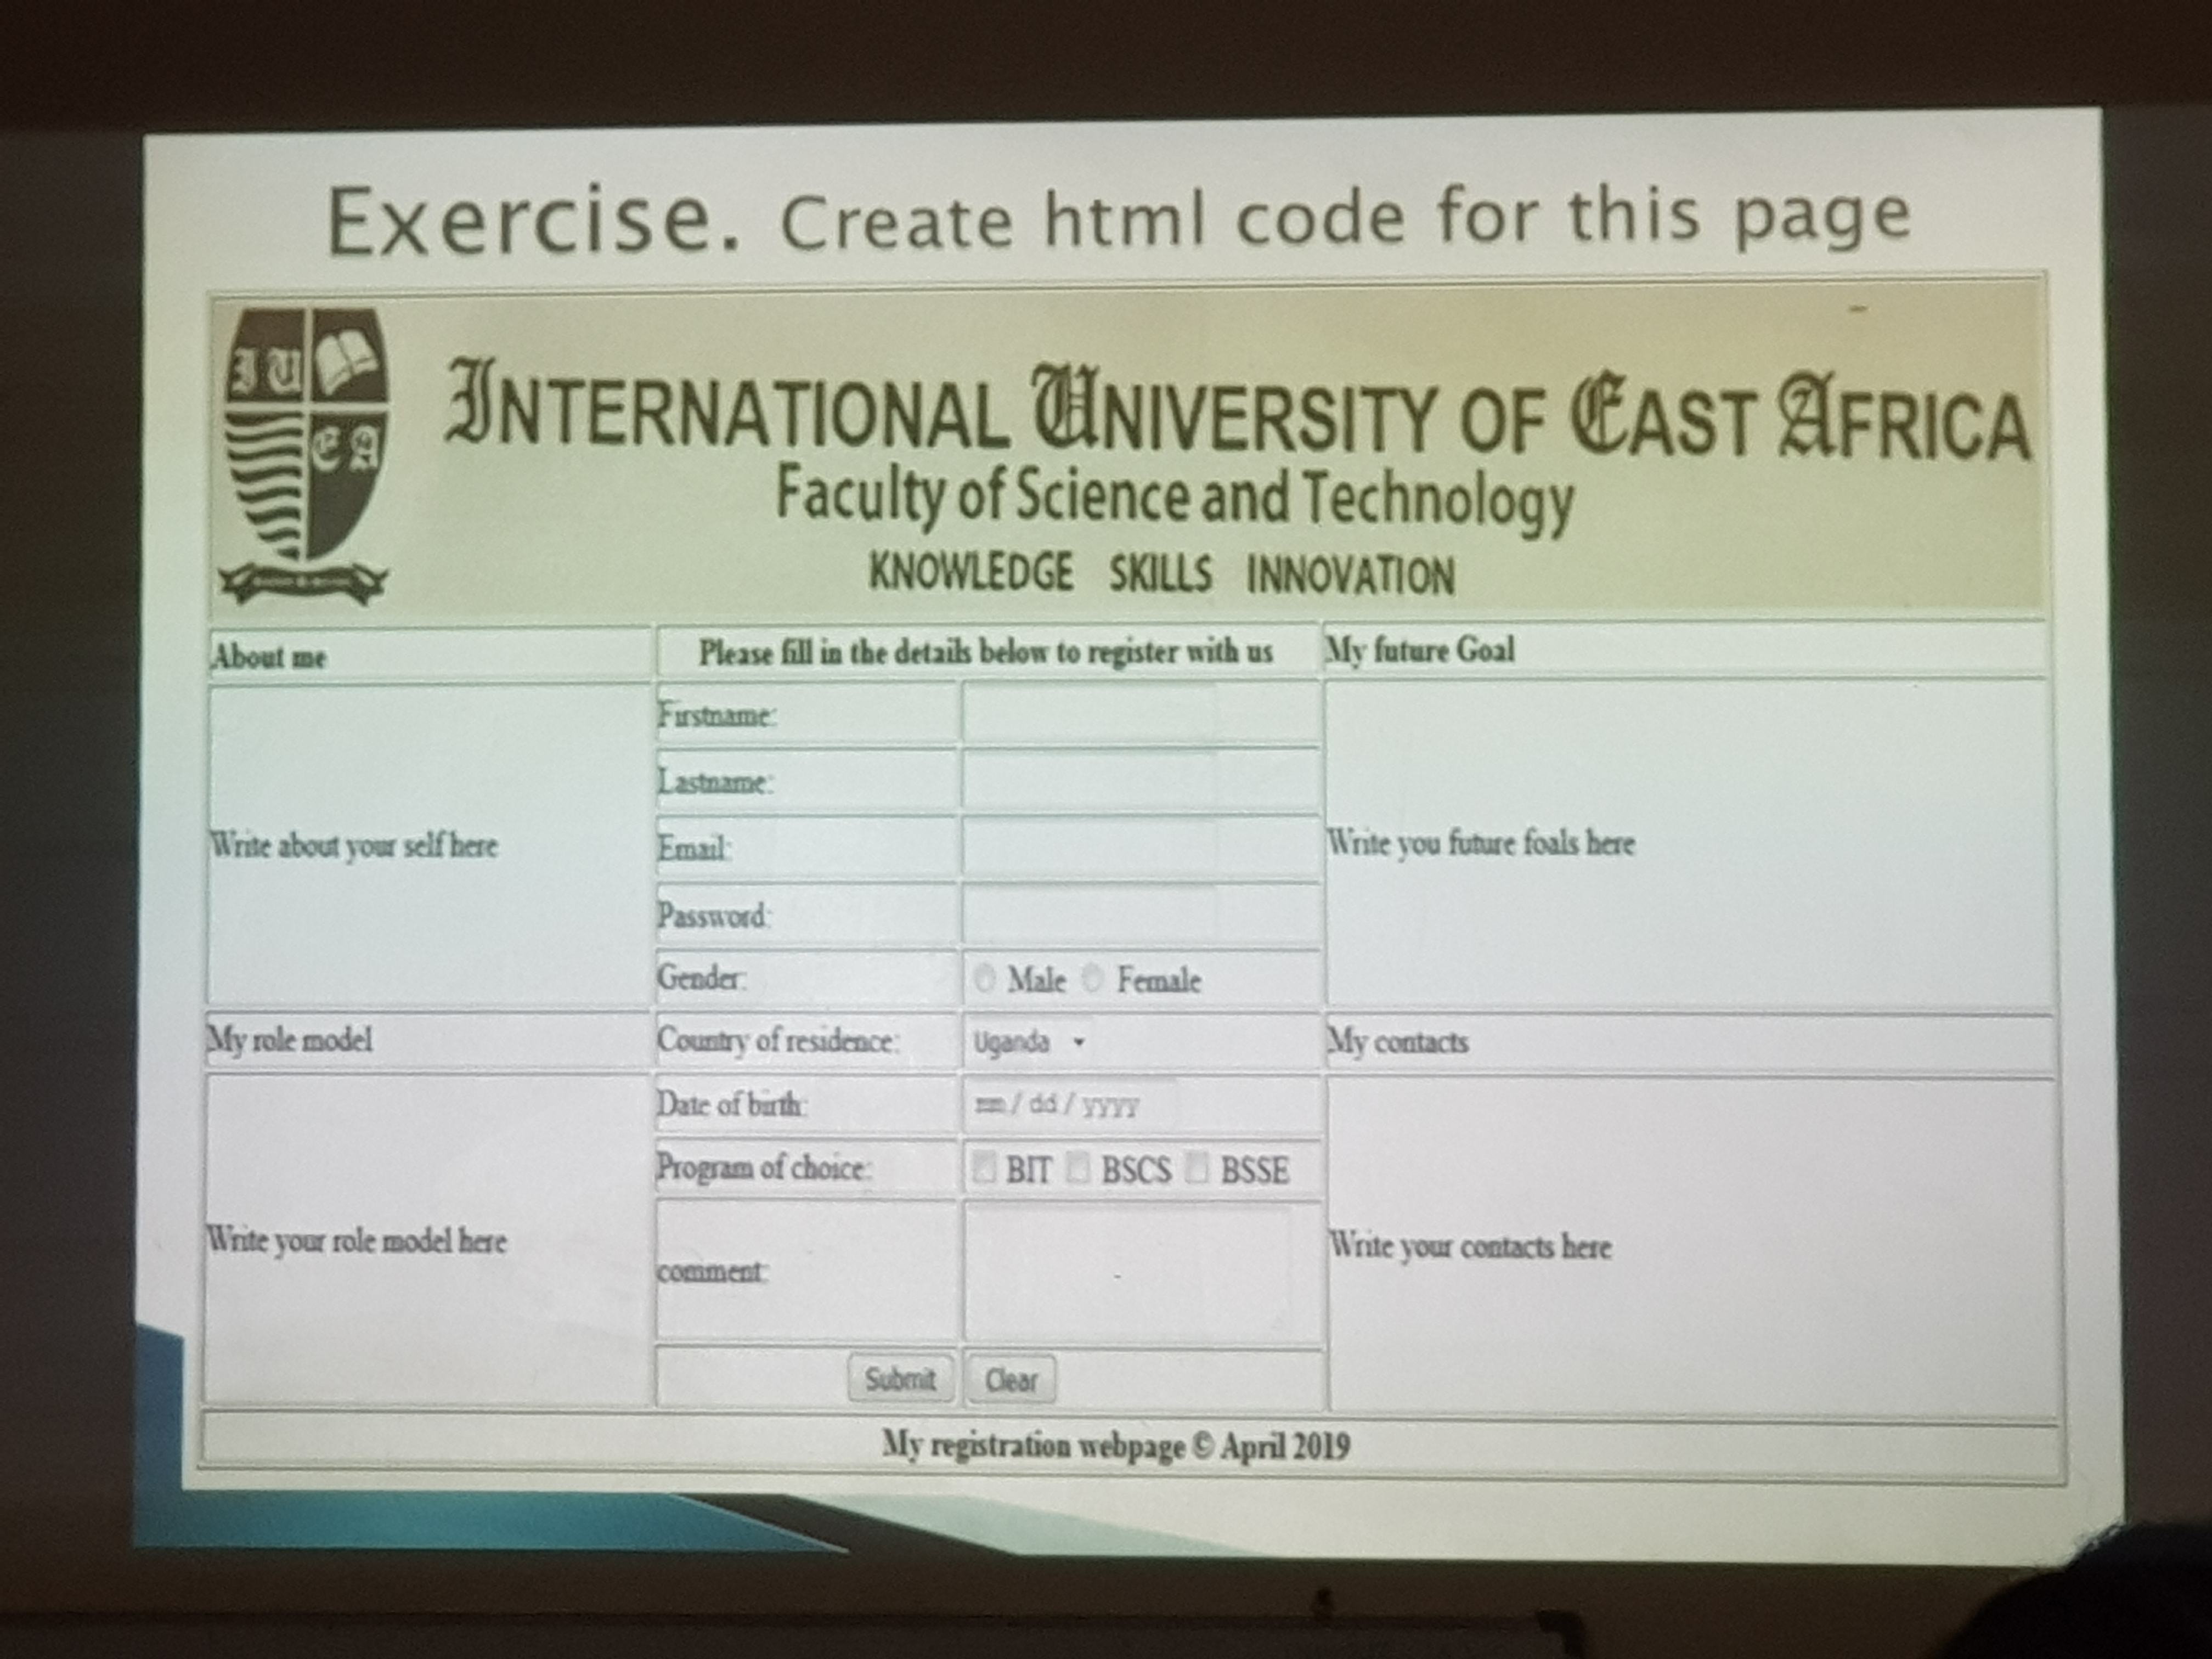 Exercise. Create html code for this page
I U
E A
INTERNATIONAL UNIVERSITY OF EAST AFRICA
Faculty of Science and Technology
KNOWLEDGE SKILLS INNOVATION
About me
Please fill in the details below to register with us
My future Goal
Write about your self here
Firstname:
Lastname:
Email:
Password:
Gender: Male Female
Write you future foals here
My role model
Country of residence: Uganda
My contacts
Write your role model here
Date of birth: mm / dd / yyyy
Program of choice: BIT BSCS BSSE
comment:
Submit Clear
Write your contacts here
My registration webpage © April 2019